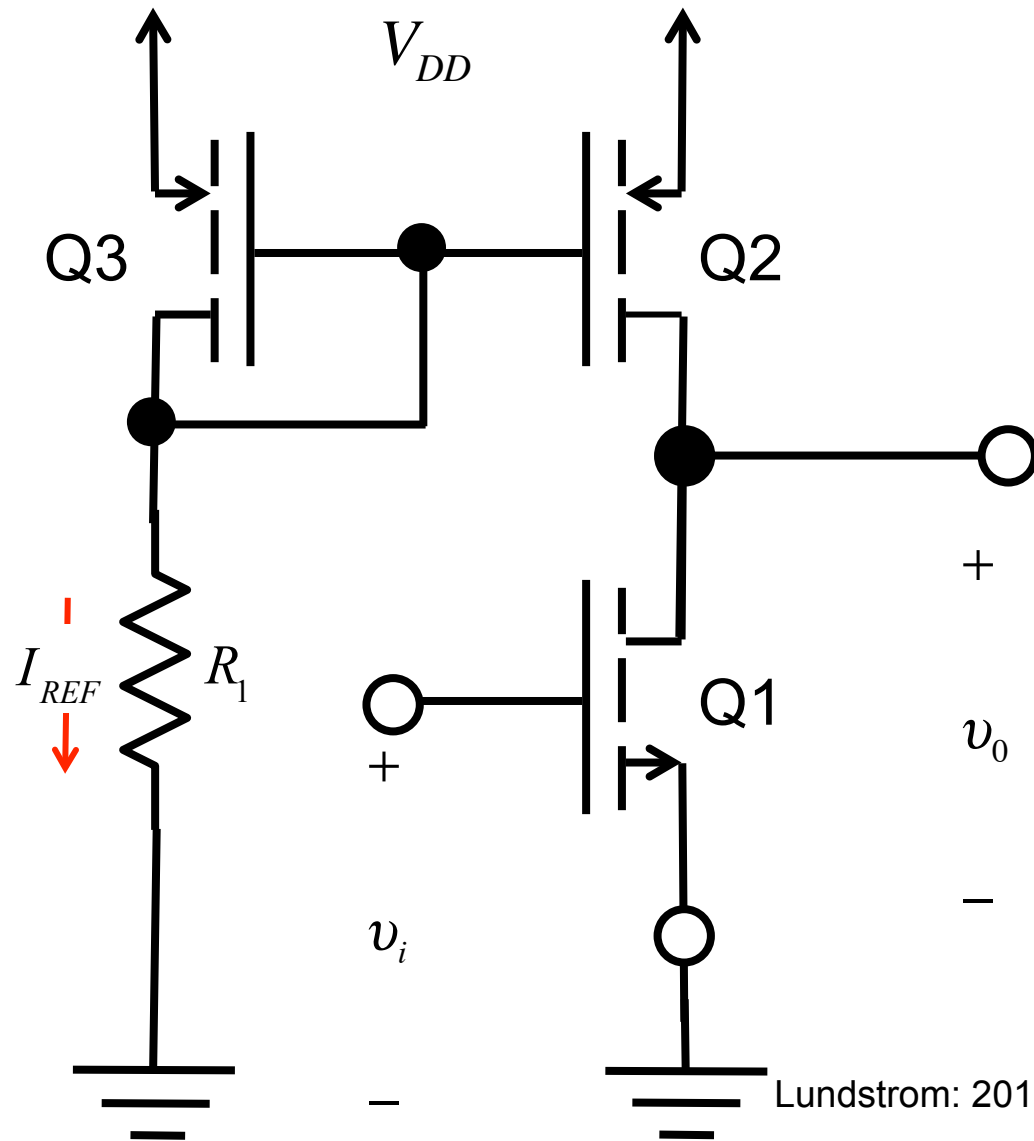 V_DD
Q3
Q2
I_REF
R_1
Q1
+
+
υ_0
−
υ_i
−
Lundstrom: 201